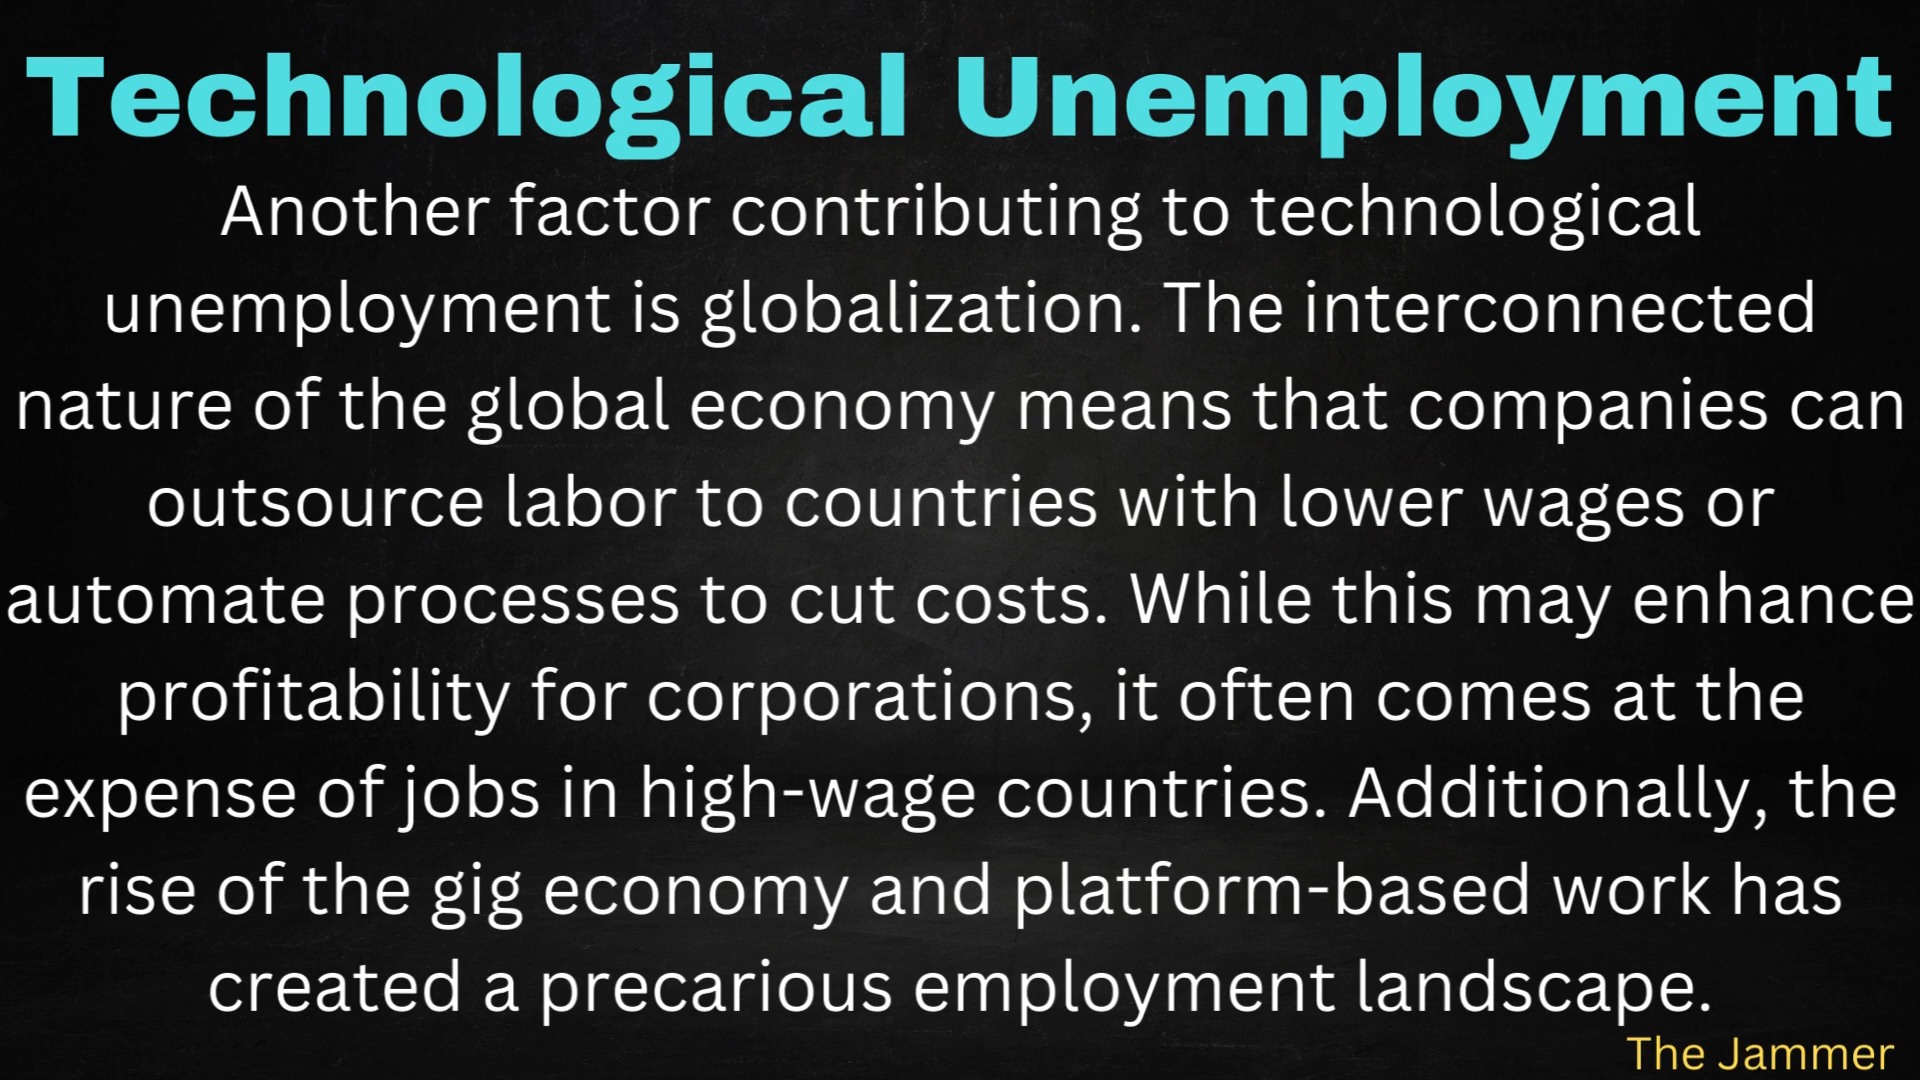 Technological Unemployment
Another factor contributing to technological
unemployment is globalization. The interconnected
nature of the global economy means that companies can
outsource labor to countries with lower wages or
automate processes to cut costs. While this may enhance
profitability for corporations, it often comes at the
expense of jobs in high-wage countries. Additionally, the
rise of the gig economy and platform-based work has
created a precarious employment landscape.
The Jammer